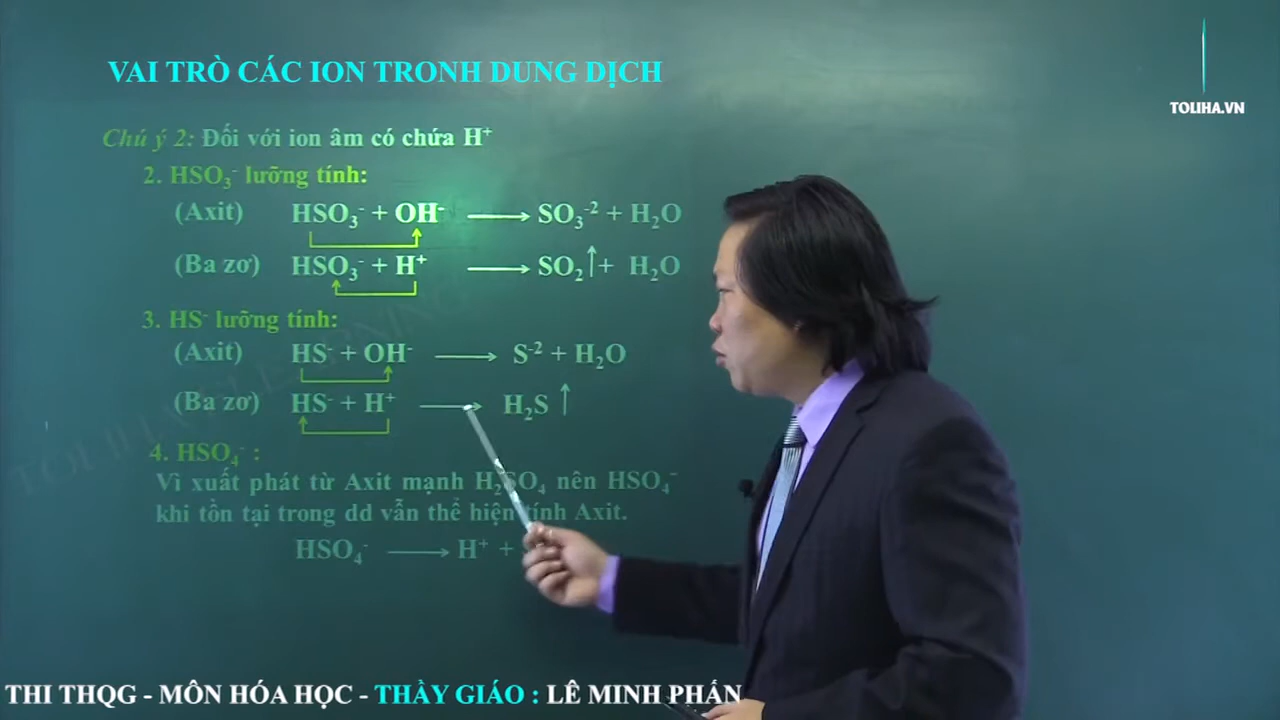 VAI TRÒ CÁC ION TRONH DUNG DỊCH
TOLIHA.VN
Chú ý 2: Đối với ion âm có chứa H⁺
2. HSO₃⁻ lưỡng tính:
(Axit) HSO₃⁻ + OH⁻ ⟶ SO₃⁻² + H₂O
(Ba zơ) HSO₃⁻ + H⁺ ⟶ SO₂↑ + H₂O
3. HS⁻ lưỡng tính:
(Axit) HS⁻ + OH⁻ ⟶ S⁻² + H₂O
(Ba zơ) HS⁻ + H⁺ ⟶ H₂S ↑
4. HSO₄⁻ :
Vì xuất phát từ Axit mạnh H₂SO₄ nên HSO₄⁻
khi tồn tại trong dd vẫn thể hiện tính Axit.
HSO₄⁻ ⟶ H⁺ +
THI THQG - MÔN HÓA HỌC - THẦY GIÁO : LÊ MINH PHẤN